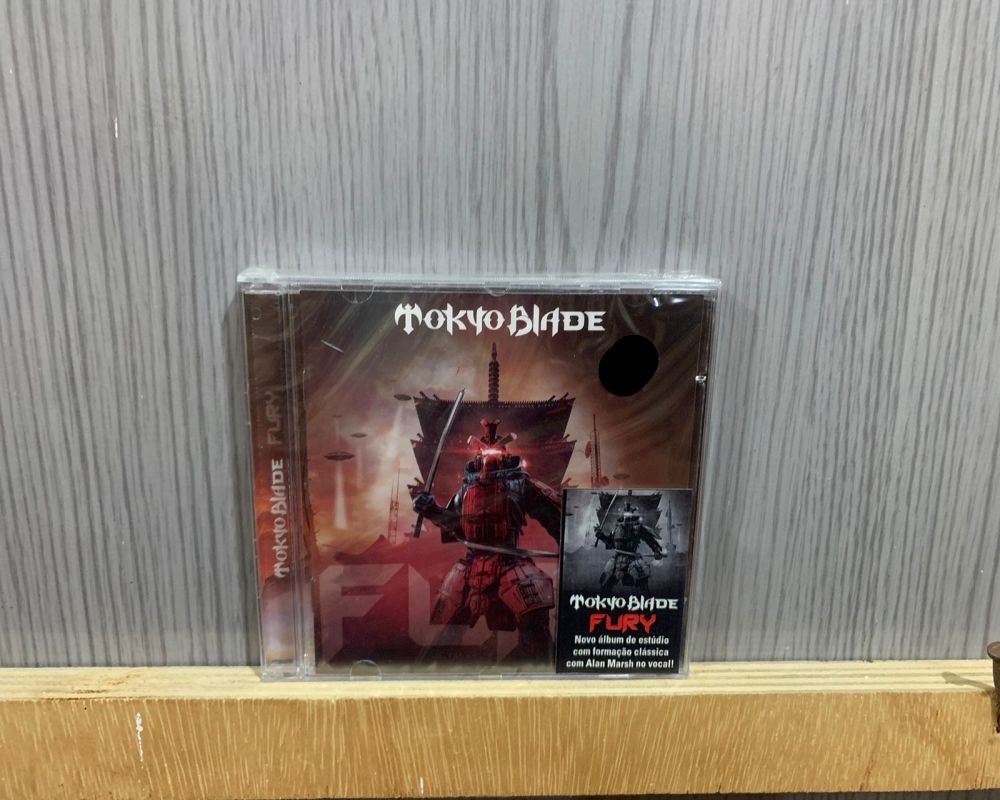 TOKYO BLADE
TOKYO BLADE FURY
FURY
TOKYO BLADE
FURY
Novo álbum de estúdio
com formação clássica
com Alan Marsh no vocal!